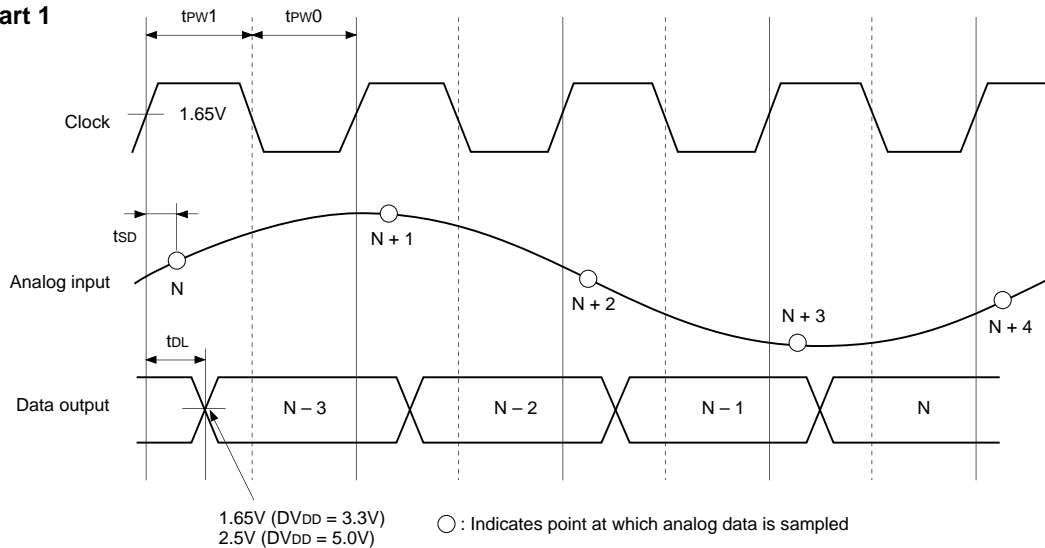 art 1
tPW1 tPW0
Clock
1.65V
tSD
N
N + 1
N + 2
N + 3
N + 4
Analog input
tDL
Data output
N – 3
N – 2
N – 1
N
1.65V (DVDD = 3.3V)
2.5V (DVDD = 5.0V)
: Indicates point at which analog data is sampled